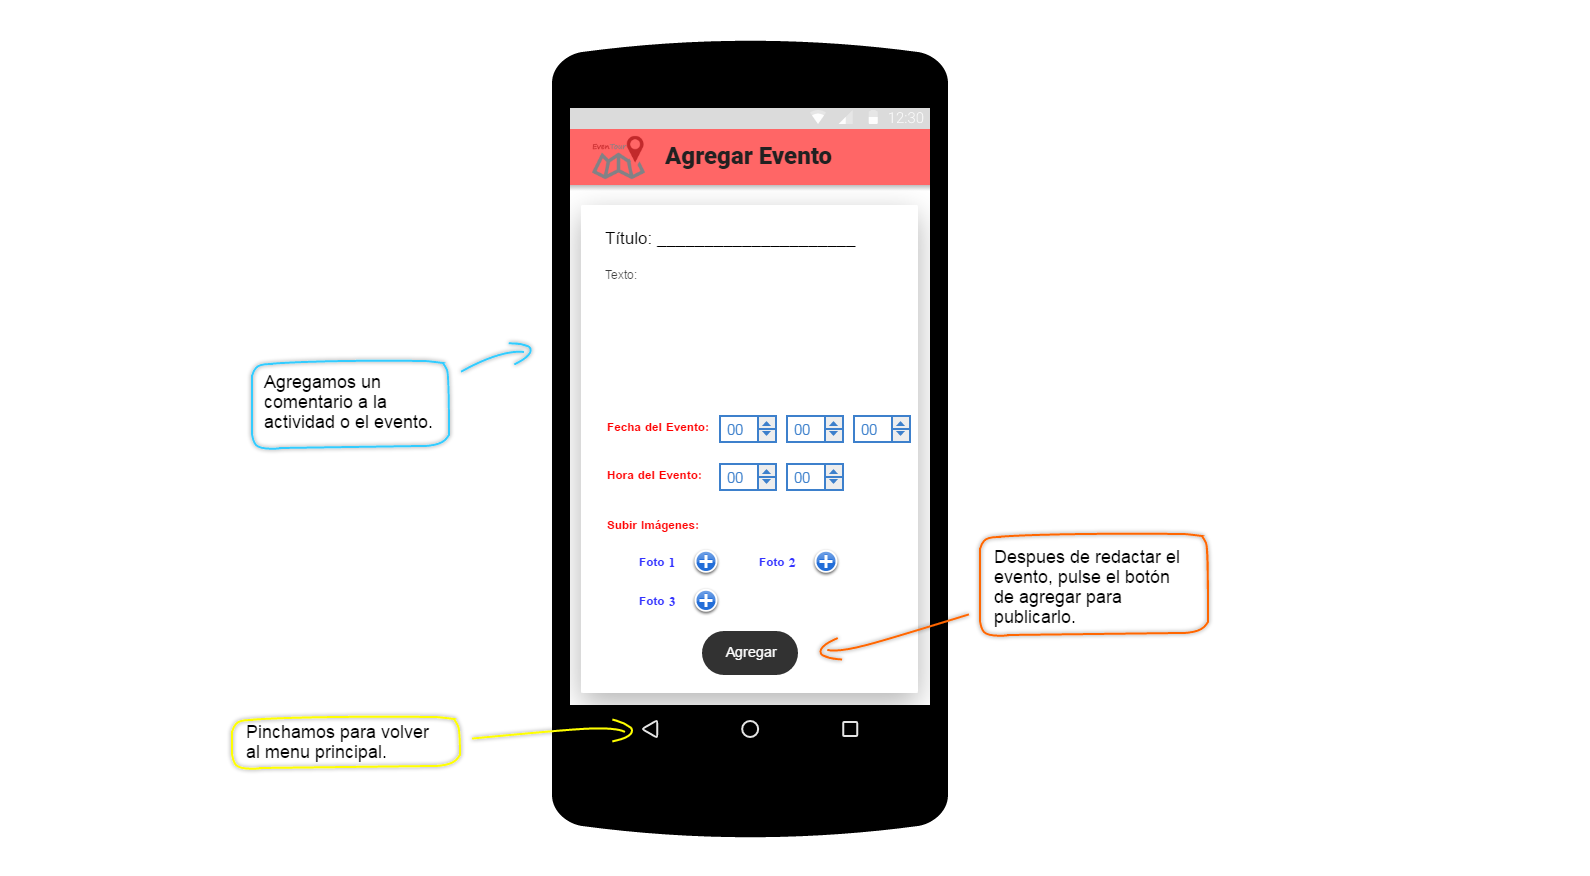 12:30
EvenTour
Agregar Evento
Título: _____________________
Texto:
Agregamos un
comentario a la
actividad o el evento.
Fecha del Evento: 00 00 00
Hora del Evento: 00 00
Subir Imágenes:
Foto 1 Foto 2
Foto 3
Agregar
Despues de redactar el
evento, pulse el botón
de agregar para
publicarlo.
Pinchamos para volver
al menu principal.